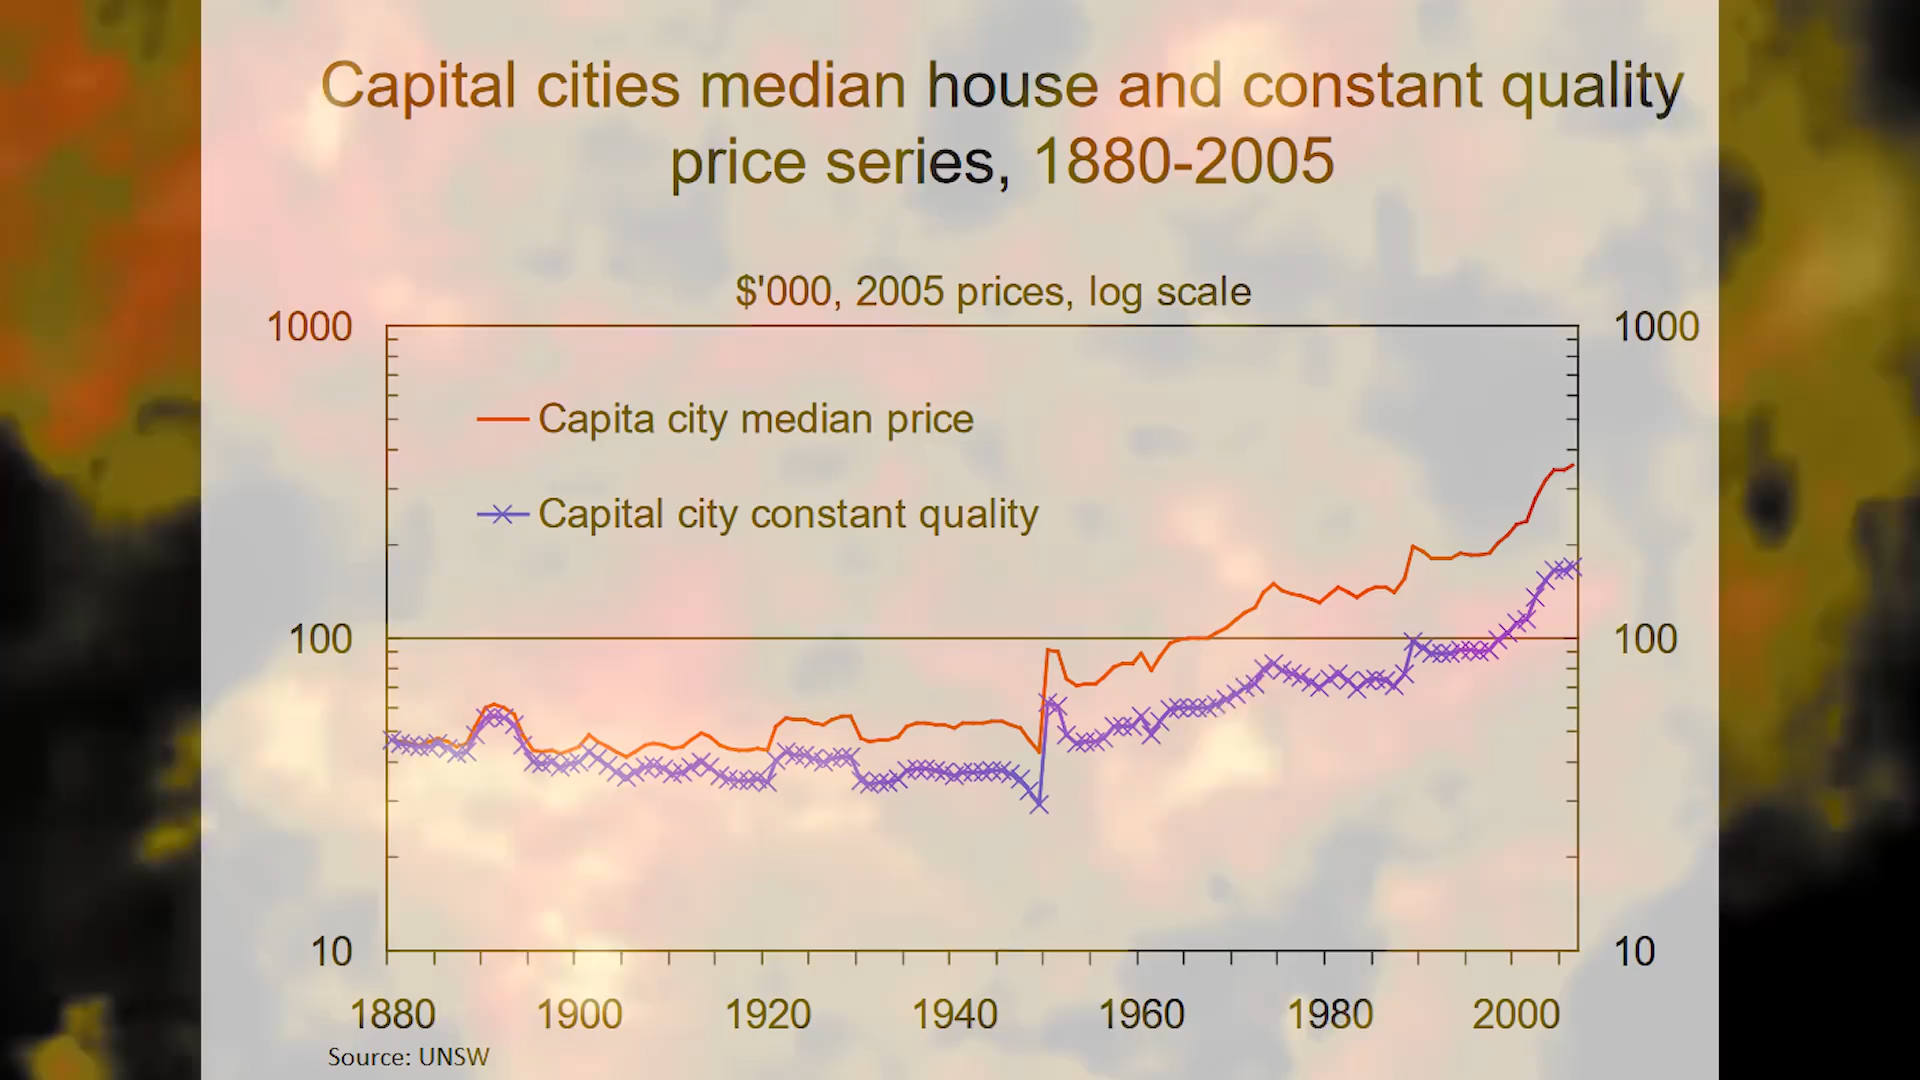 Capital cities median house and constant quality
price series, 1880-2005
$'000, 2005 prices, log scale
1000 1000
Capita city median price
Capital city constant quality
100 100
10 10
1880 1900 1920 1940 1960 1980 2000
Source: UNSW